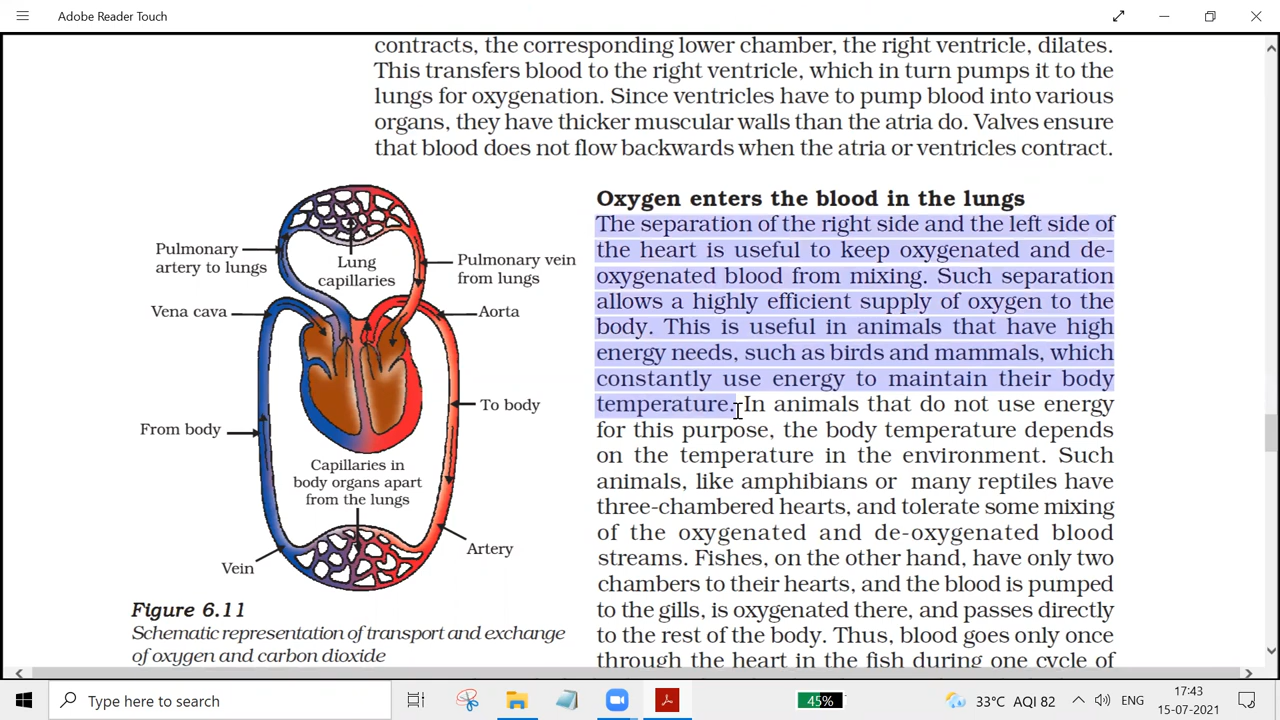 Adobe Reader Touch
contracts, the corresponding lower chamber, the right ventricle, dilates.
This transfers blood to the right ventricle, which in turn pumps it to the
lungs for oxygenation. Since ventricles have to pump blood into various
organs, they have thicker muscular walls than the atria do. Valves ensure
that blood does not flow backwards when the atria or ventricles contract.
Pulmonary
artery to lungs
Lung
capillaries
Pulmonary vein
from lungs
Vena cava
Aorta
To body
From body
Capillaries in
body organs apart
from the lungs
Artery
Vein
Figure 6.11
Schematic representation of transport and exchange
of oxygen and carbon dioxide
Oxygen enters the blood in the lungs
The separation of the right side and the left side of
the heart is useful to keep oxygenated and de-
oxygenated blood from mixing. Such separation
allows a highly efficient supply of oxygen to the
body. This is useful in animals that have high
energy needs, such as birds and mammals, which
constantly use energy to maintain their body
temperature. In animals that do not use energy
for this purpose, the body temperature depends
on the temperature in the environment. Such
animals, like amphibians or many reptiles have
three-chambered hearts, and tolerate some mixing
of the oxygenated and de-oxygenated blood
streams. Fishes, on the other hand, have only two
chambers to their hearts, and the blood is pumped
to the gills, is oxygenated there, and passes directly
to the rest of the body. Thus, blood goes only once
through the heart in the fish during one cycle of
Type here to search
45%
33°C AQI 82
ENG
17:43
15-07-2021